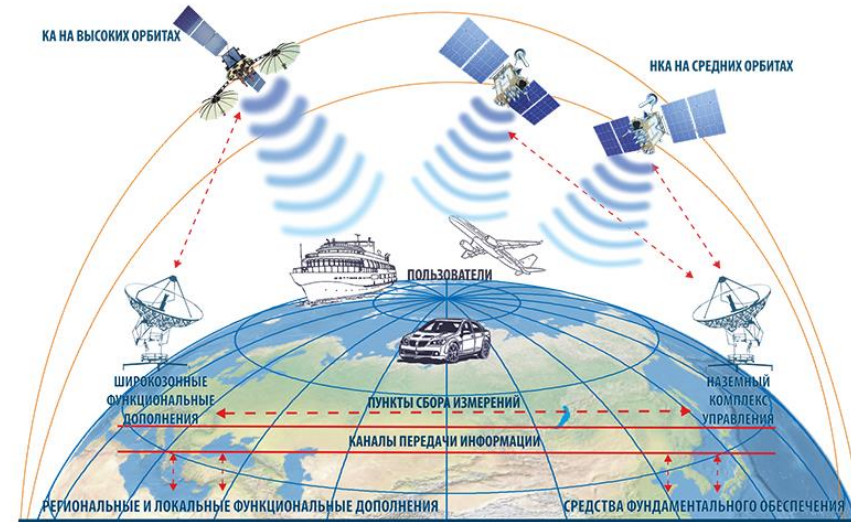 КА НА ВЫСОКИХ ОРБИТАХ
НКА НА СРЕДНИХ ОРБИТАХ
ПОЛЬЗОВАТЕЛИ
ШИРОКОЗОННЫЕ
ФУНКЦИОНАЛЬНЫЕ
ДОПОЛНЕНИЯ
ПУНКТЫ СБОРА ИЗМЕРЕНИЙ
НАЗЕМНЫЙ
КОМПЛЕКС
УПРАВЛЕНИЯ
КАНАЛЫ ПЕРЕДАЧИ ИНФОРМАЦИИ
РЕГИОНАЛЬНЫЕ И ЛОКАЛЬНЫЕ ФУНКЦИОНАЛЬНЫЕ ДОПОЛНЕНИЯ
СРЕДСТВА ФУНДАМЕНТАЛЬНОГО ОБЕСПЕЧЕНИЯ